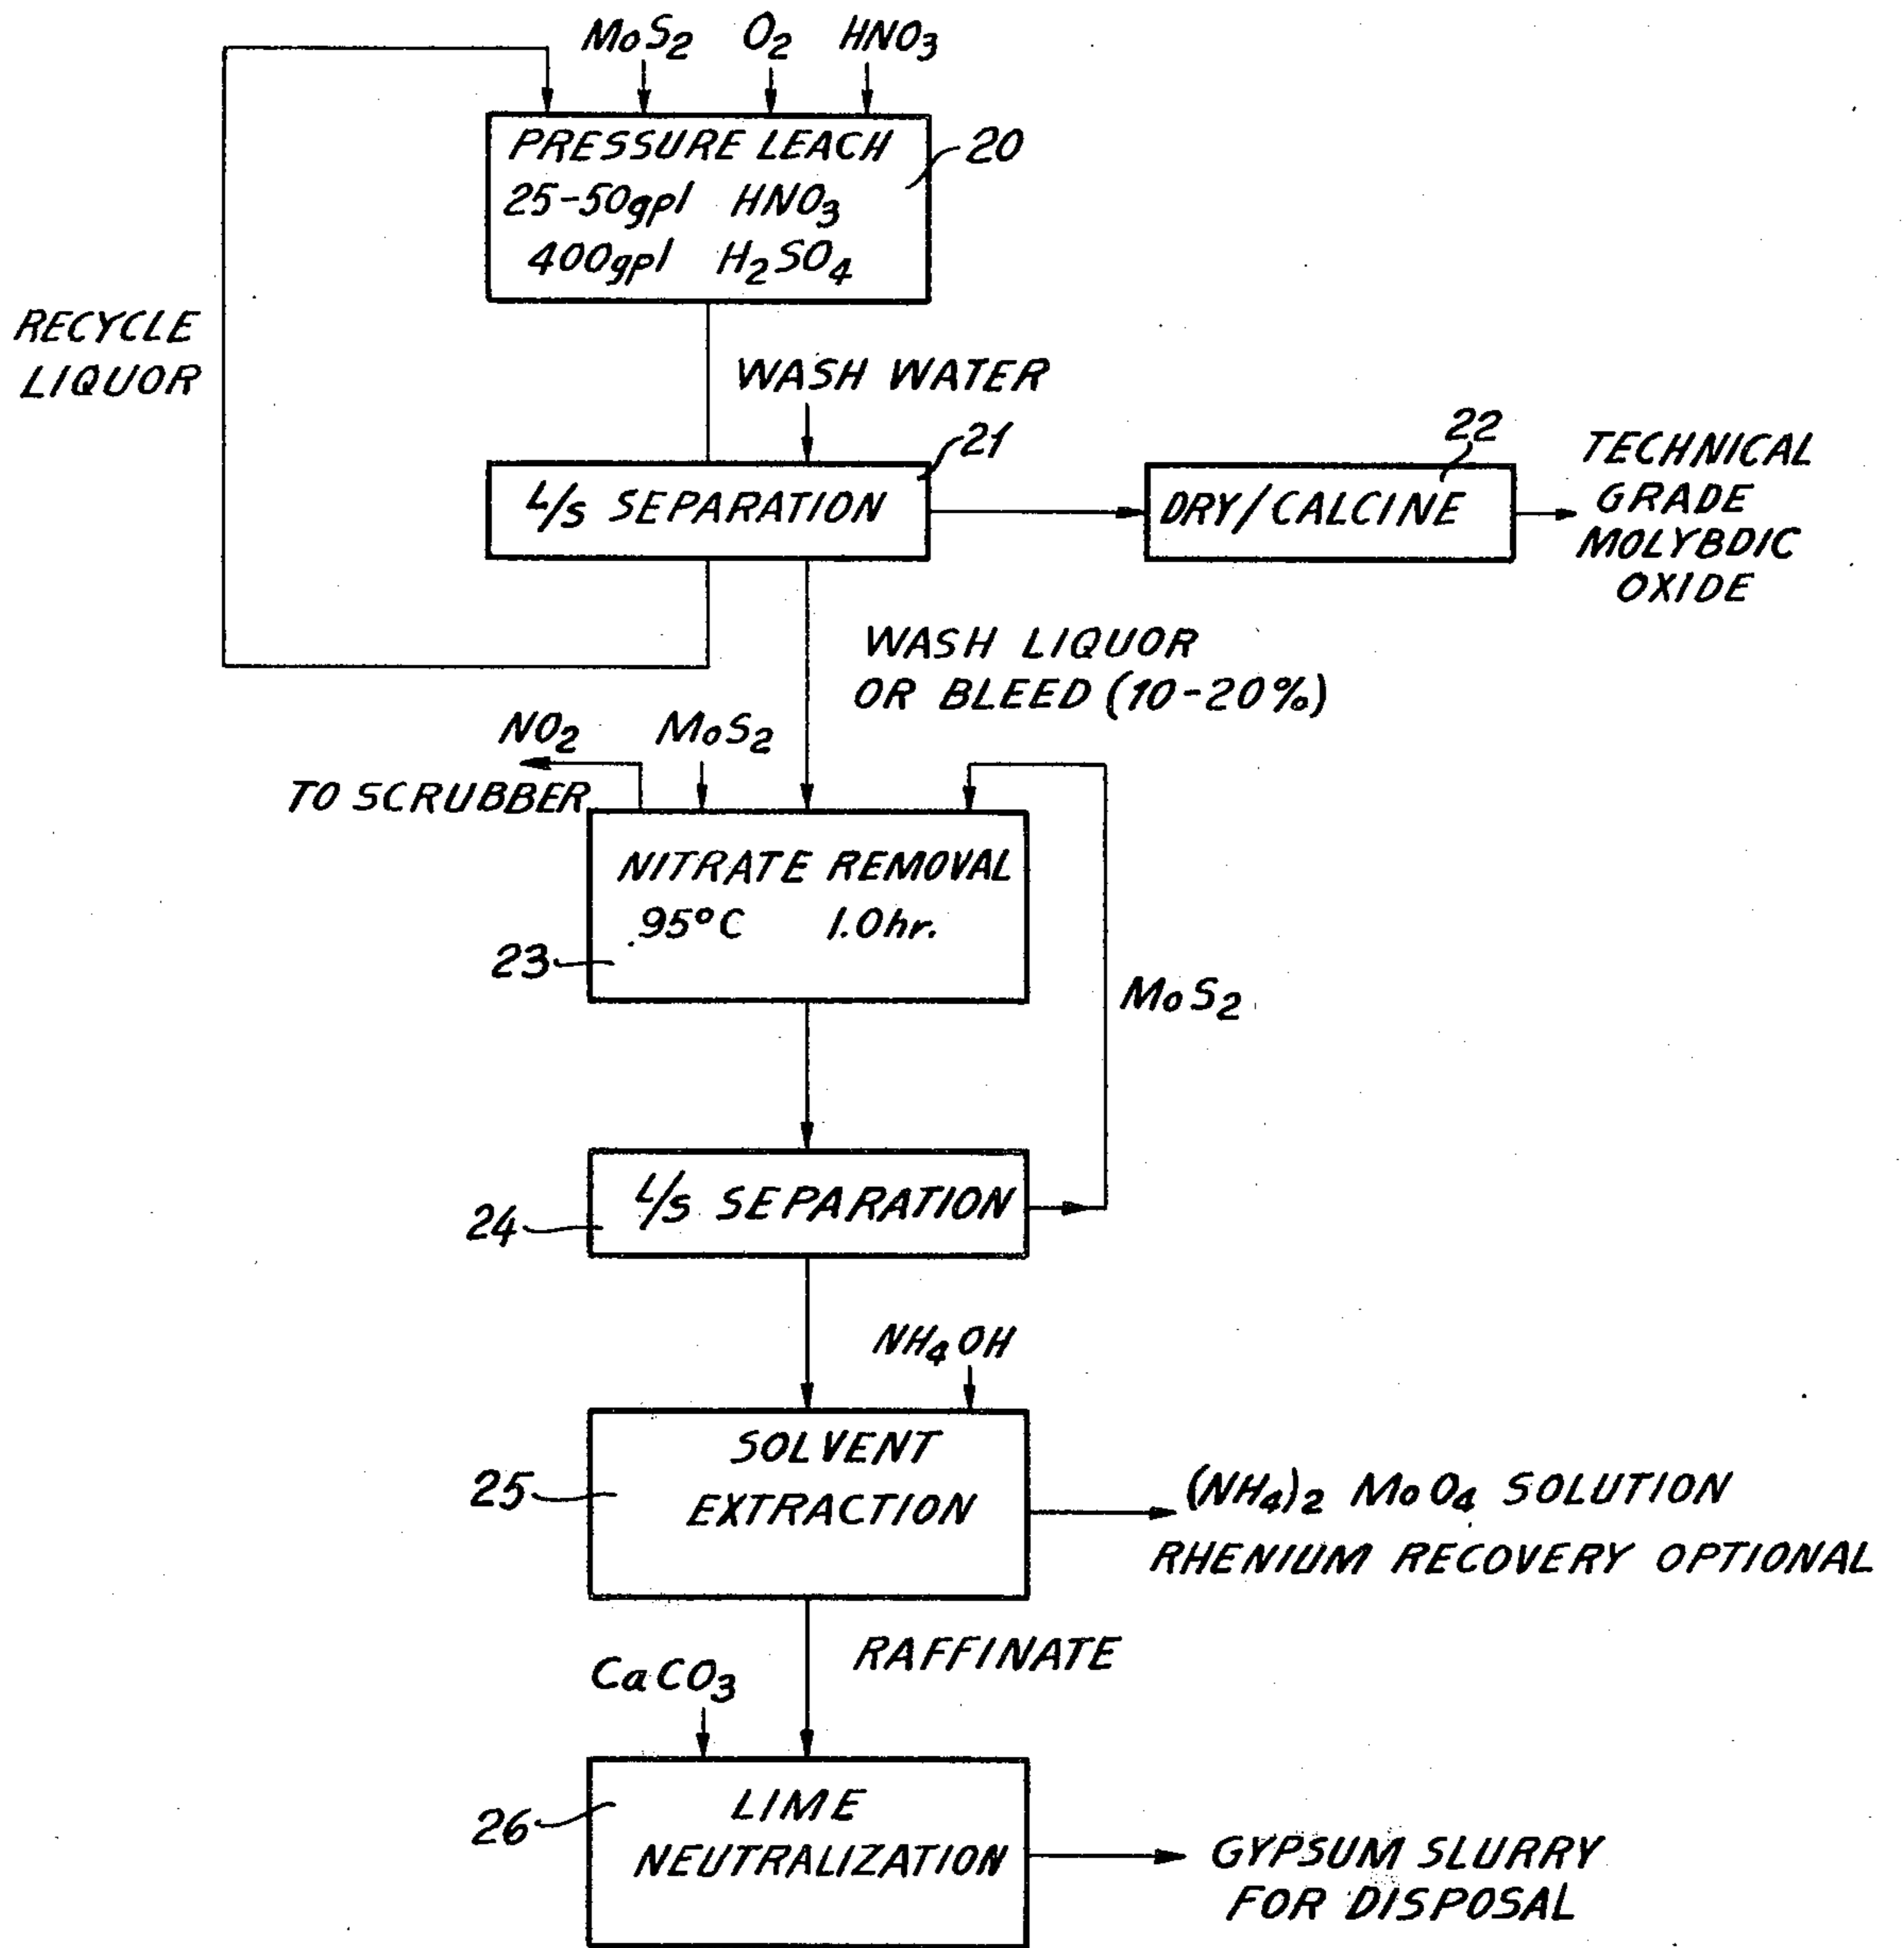 MoS2 O2 HNO3
PRESSURE LEACH
25-50gpl HNO3
400gpl H2SO4
20
RECYCLE
LIQUOR
WASH WATER
21
L/S SEPARATION
22
DRY/CALCINE
TECHNICAL
GRADE
MOLYBDIC
OXIDE
WASH LIQUOR
OR BLEED (10-20%)
NO2
TO SCRUBBER
MoS2
NITRATE REMOVAL
95°C 1.0hr.
23
MoS2
L/S SEPARATION
24
NH4OH
SOLVENT
EXTRACTION
25
(NH4)2 MoO4 SOLUTION
RHENIUM RECOVERY OPTIONAL
RAFFINATE
CaCO3
LIME
NEUTRALIZATION
26
GYPSUM SLURRY
FOR DISPOSAL